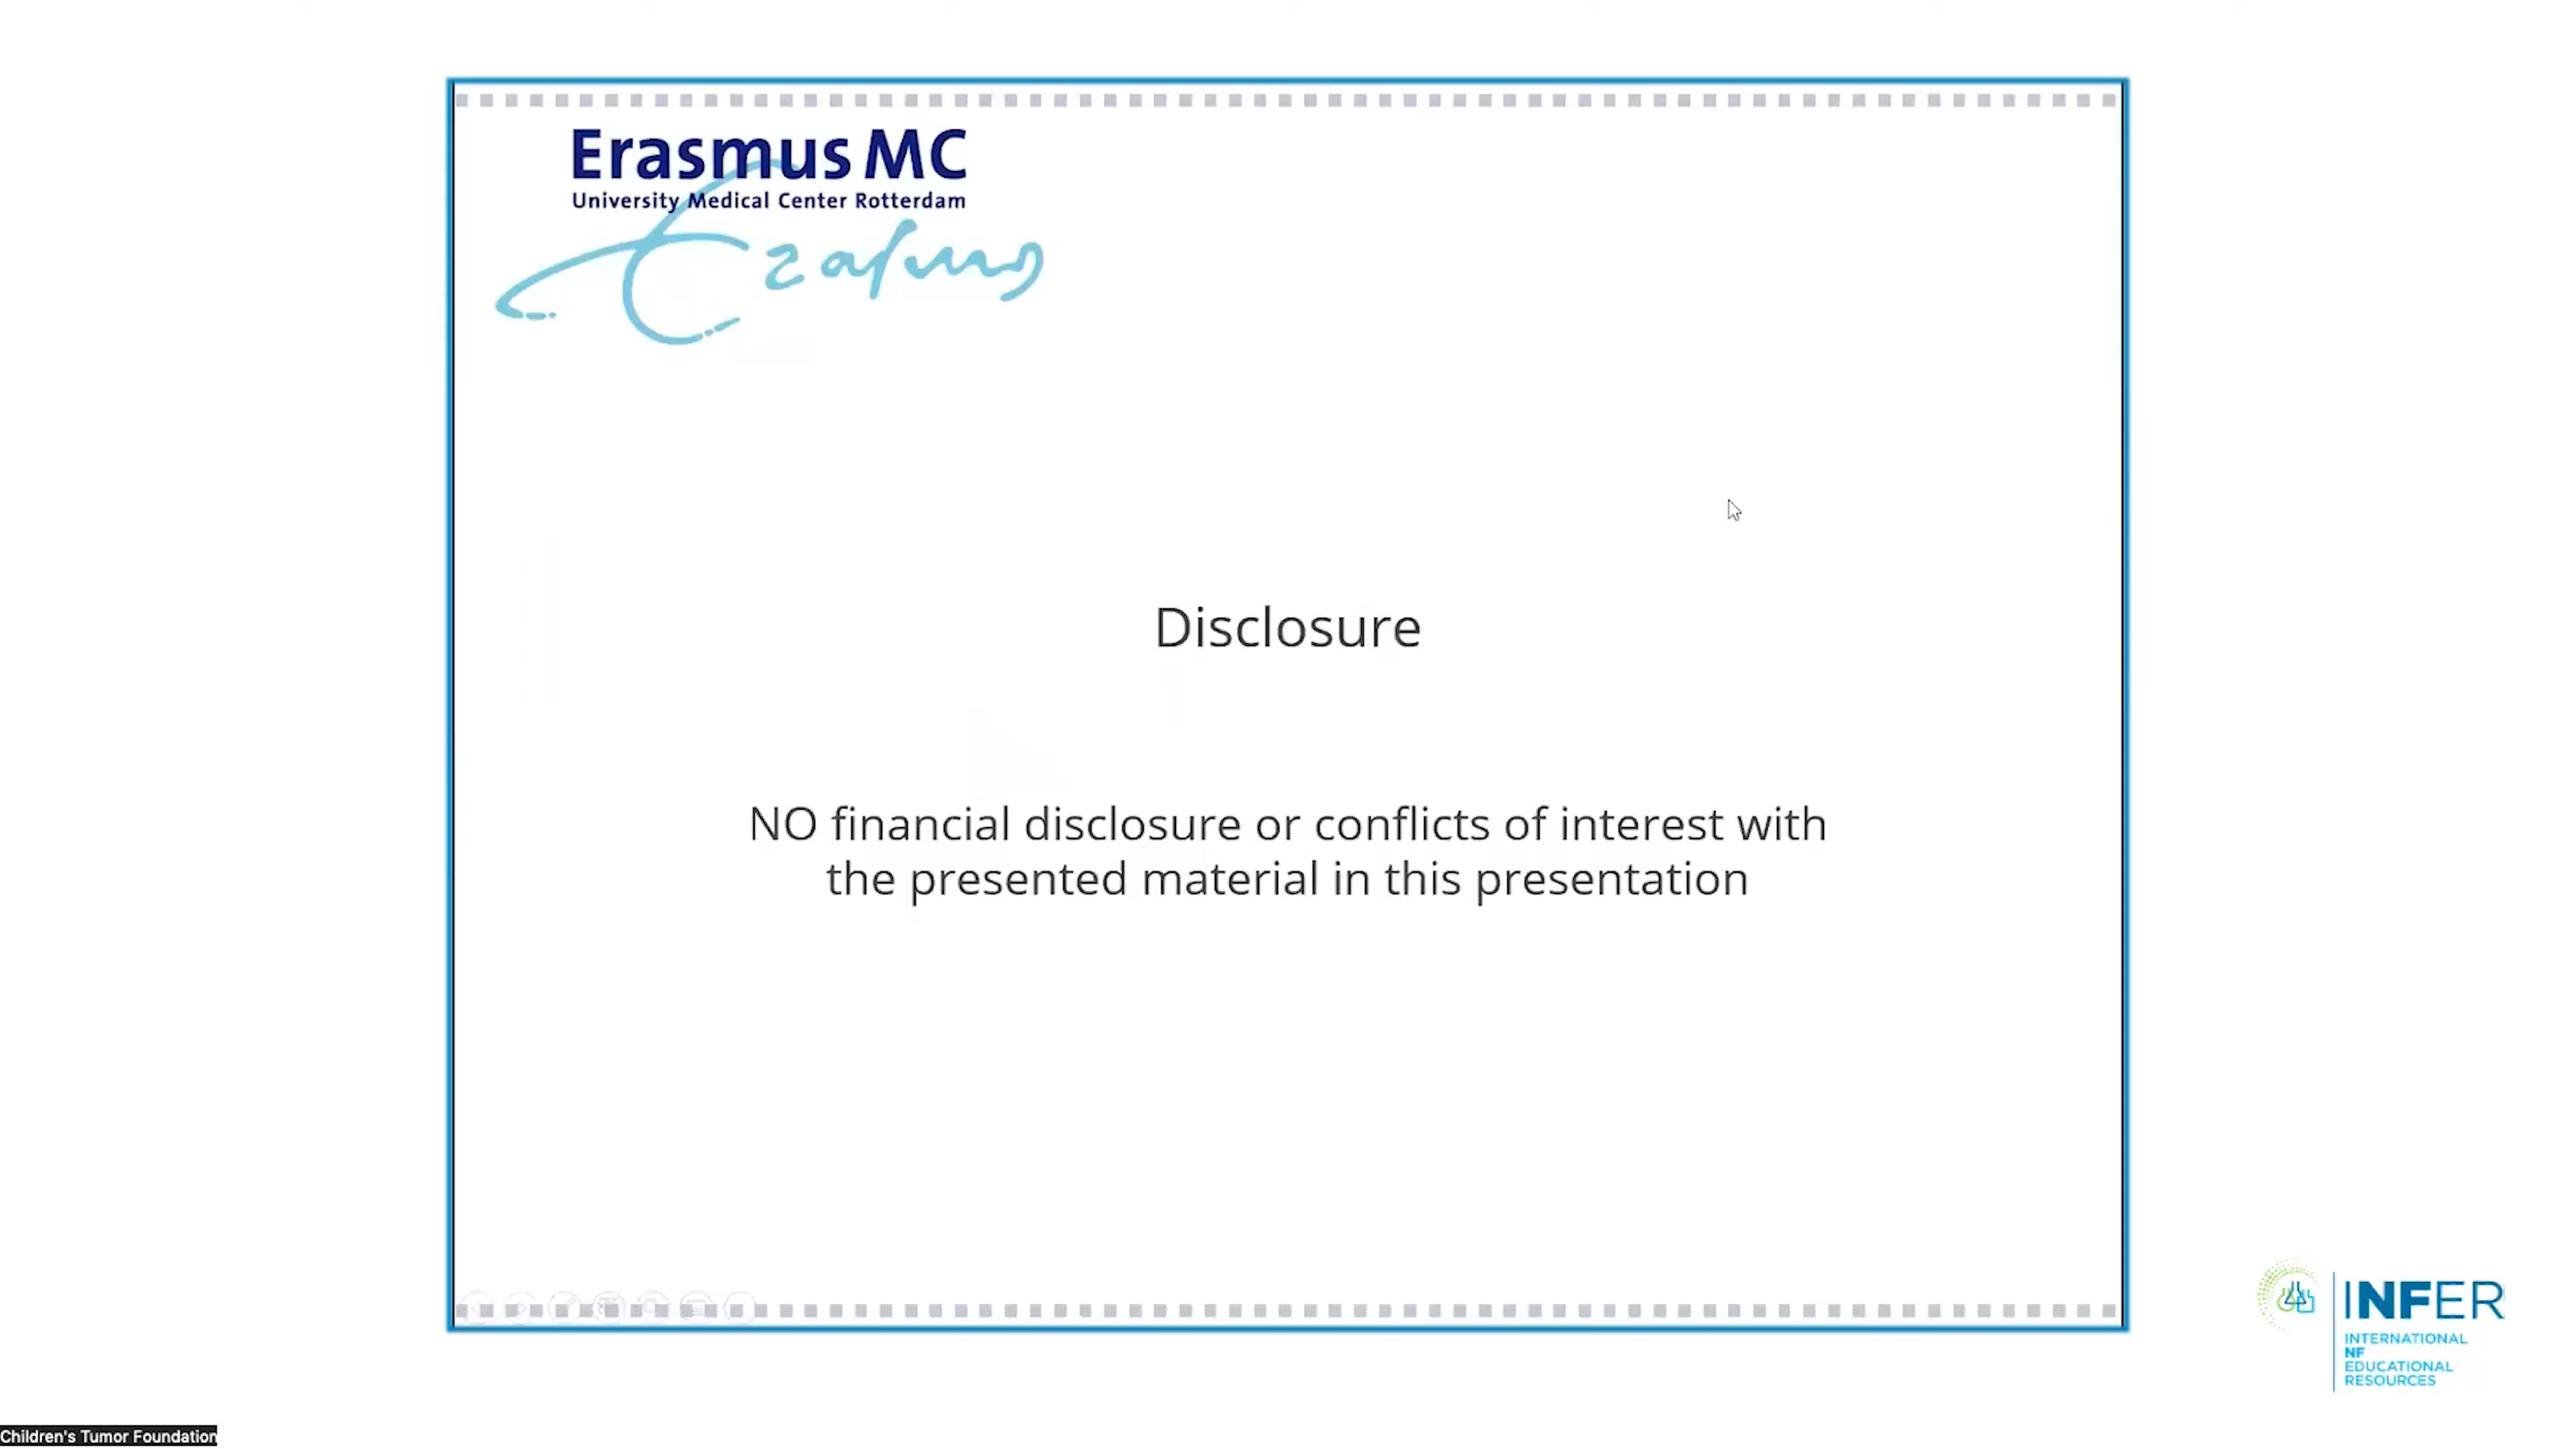 Erasmus MC
University Medical Center Rotterdam
Erasmus
Disclosure
NO financial disclosure or conflicts of interest with
the presented material in this presentation
INFER
INTERNATIONAL
NF
EDUCATIONAL
RESOURCES
Children's Tumor Foundation